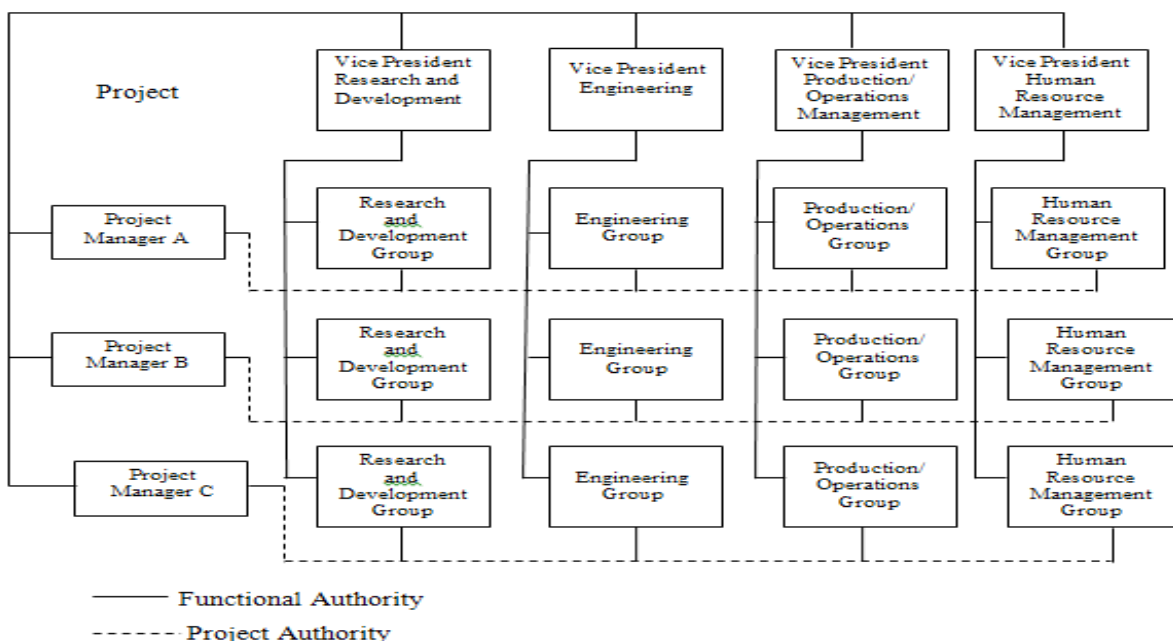 Vice President
Research and
Development
Vice President
Engineering
Vice President
Production/
Operations
Management
Vice President
Human
Resource
Management
Project
Project
Manager A
Research
and
Development
Group
Engineering
Group
Production/
Operations
Group
Human
Resource
Management
Group
Project
Manager B
Research
and
Development
Group
Engineering
Group
Production/
Operations
Group
Human
Resource
Management
Group
Project
Manager C
Research
and
Development
Group
Engineering
Group
Production/
Operations
Group
Human
Resource
Management
Group
Functional Authority
Project Authority